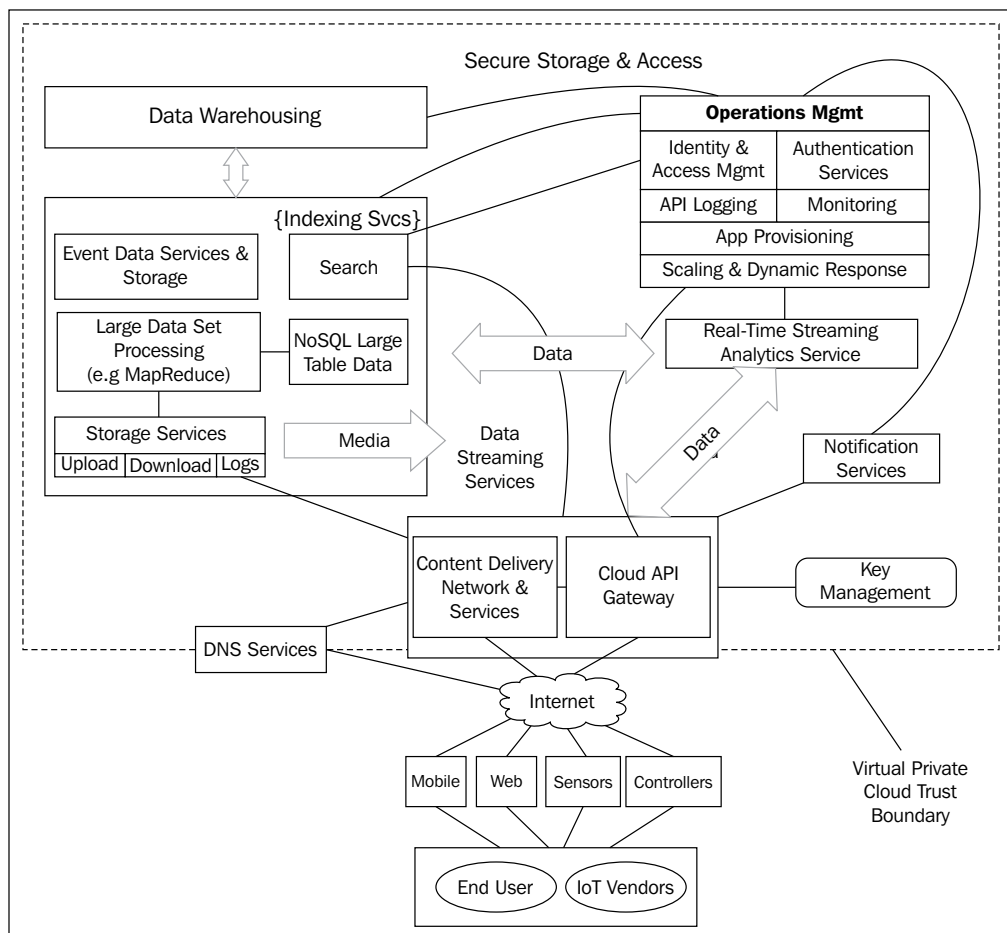 Secure Storage & Access
Data Warehousing
Operations Mgmt
Identity &
Access Mgmt
Authentication
Services
API Logging
Monitoring
App Provisioning
Scaling & Dynamic Response
{Indexing Svcs}
Event Data Services &
Storage
Search
Large Data Set
Processing
(e.g MapReduce)
NoSQL Large
Table Data
Data
Real-Time Streaming
Analytics Service
Storage Services
Upload
Download
Logs
Media
Data
Streaming
Services
Data
Notification
Services
Content Delivery
Network &
Services
Cloud API
Gateway
Key
Management
DNS Services
Internet
Mobile
Web
Sensors
Controllers
Virtual Private
Cloud Trust
Boundary
End User
IoT Vendors